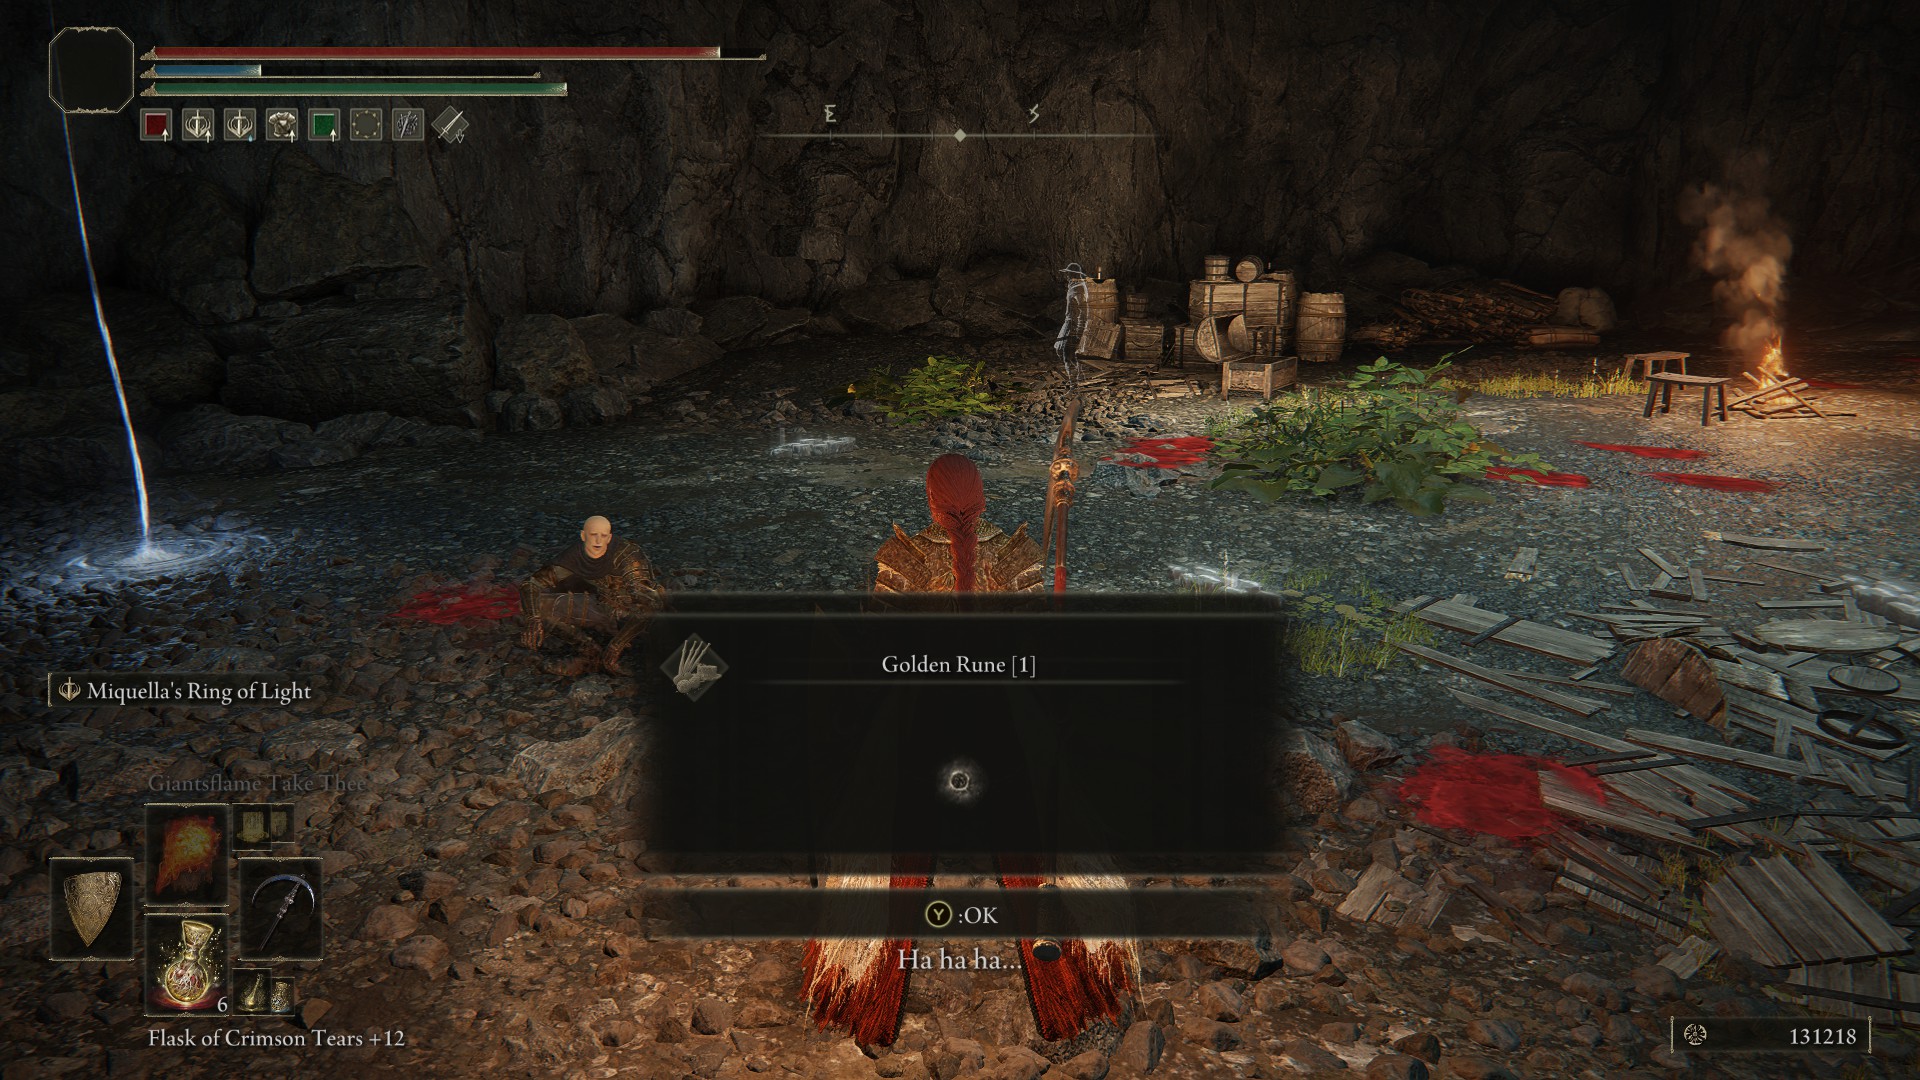 E
S
Golden Rune [1]
Miquella's Ring of Light
Giantsflame Take Thee
Y :OK
Ha ha ha...
6
Flask of Crimson Tears +12
131218